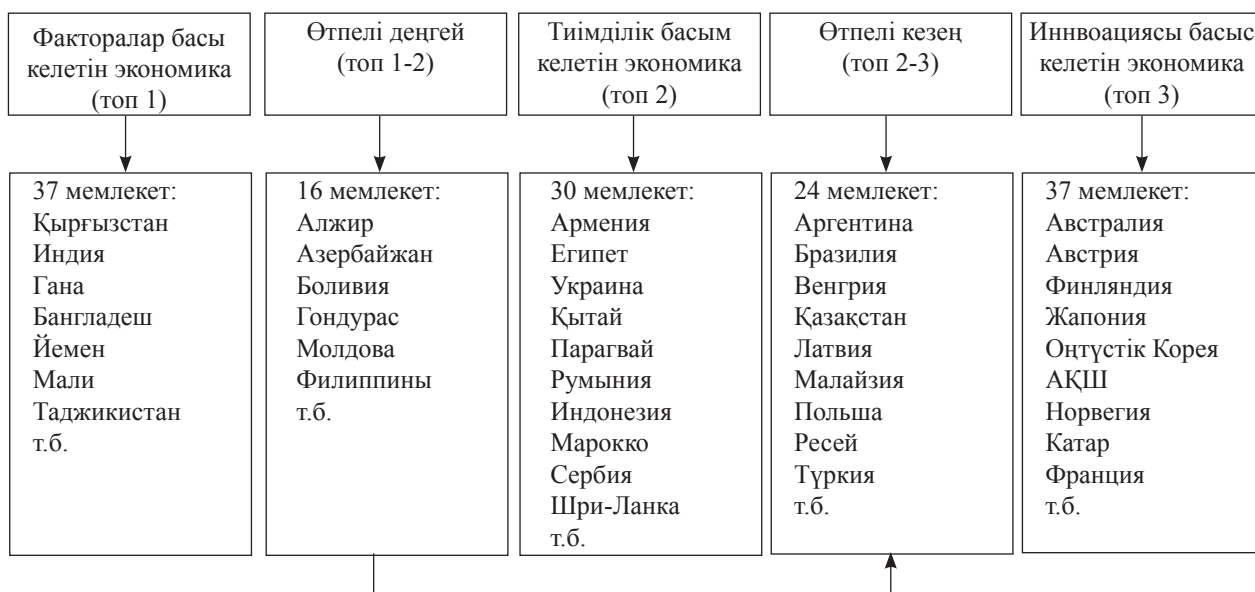 Факторалар басы
келетін экономика
(топ 1)
Өтпелі деңгей
(топ 1-2)
Тиімділік басым
келетін экономика
(топ 2)
Өтпелі кезең
(топ 2-3)
Иннвоациясы басыс
келетін экономика
(топ 3)
37 мемлекет:
Қырғызстан
Индия
Гана
Бангладеш
Йемен
Мали
Таджикистан
т.б.
16 мемлекет:
Алжир
Азербайжан
Боливия
Гондурас
Молдова
Филиппины
т.б.
30 мемлекет:
Армения
Египет
Украина
Қытай
Парагвай
Румыния
Индонезия
Марокко
Сербия
Шри-Ланка
т.б.
24 мемлекет:
Аргентина
Бразилия
Венгрия
Қазақстан
Латвия
Малайзия
Польша
Ресей
Түркия
т.б.
37 мемлекет:
Австралия
Австрия
Финляндия
Жапония
Оңтүстік Корея
АҚШ
Норвегия
Катар
Франция
т.б.